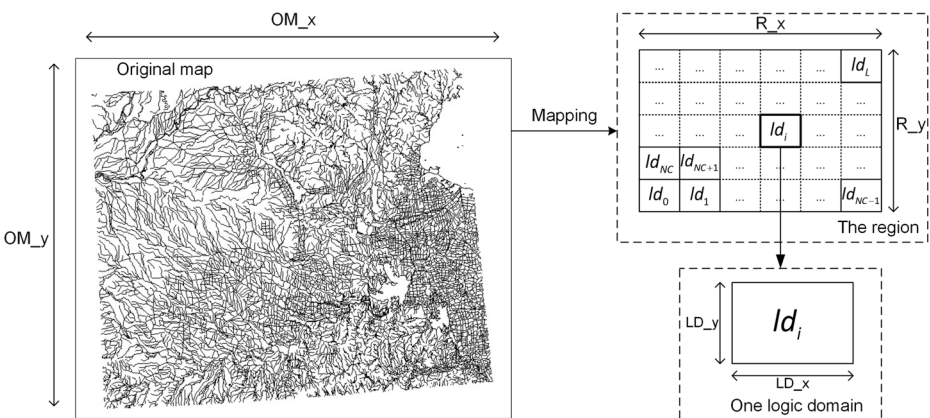 OM_x
Original map
OM_y
Mapping
R_x
... ... ... ... ... ld_L
... ... ... ... ... ...
... ... ... ld_i ... ...
ld_NC ld_NC+1 ... ... ... ...
ld_0 ld_1 ... ... ... ld_NC−1
R_y
The region
LD_y
ld_i
LD_x
One logic domain